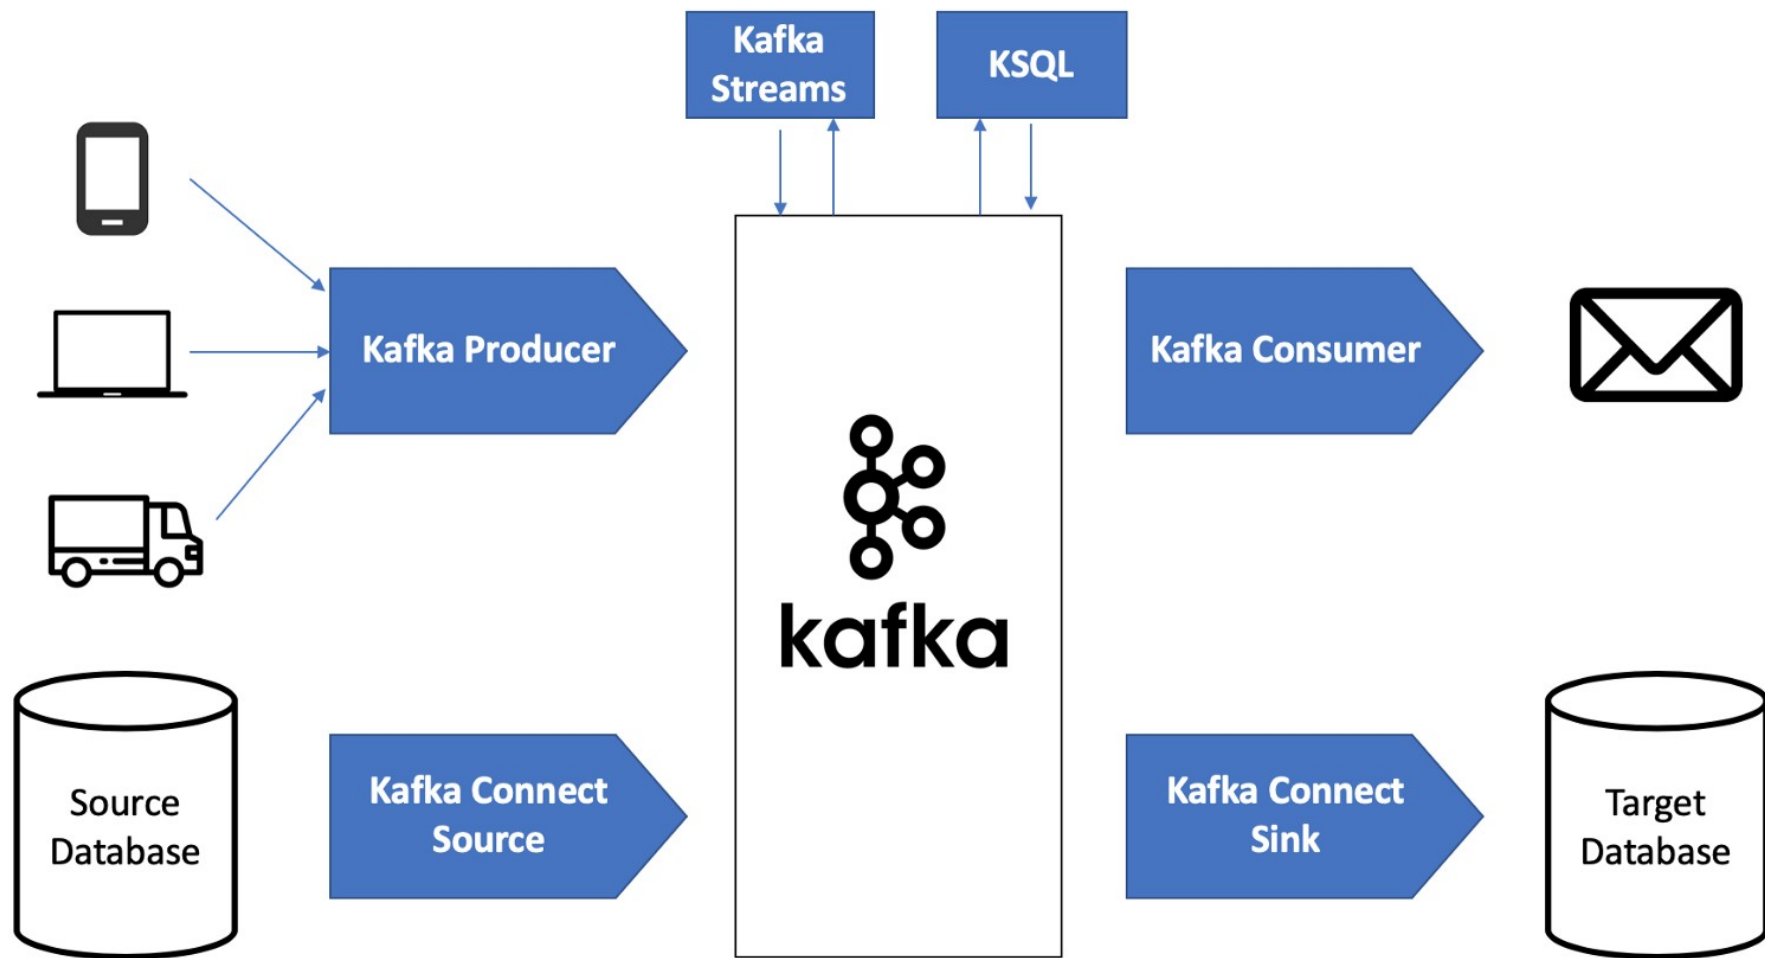 Kafka
Streams
KSQL
Kafka Producer
Kafka Consumer
kafka
Source
Database
Kafka Connect
Source
Kafka Connect
Sink
Target
Database